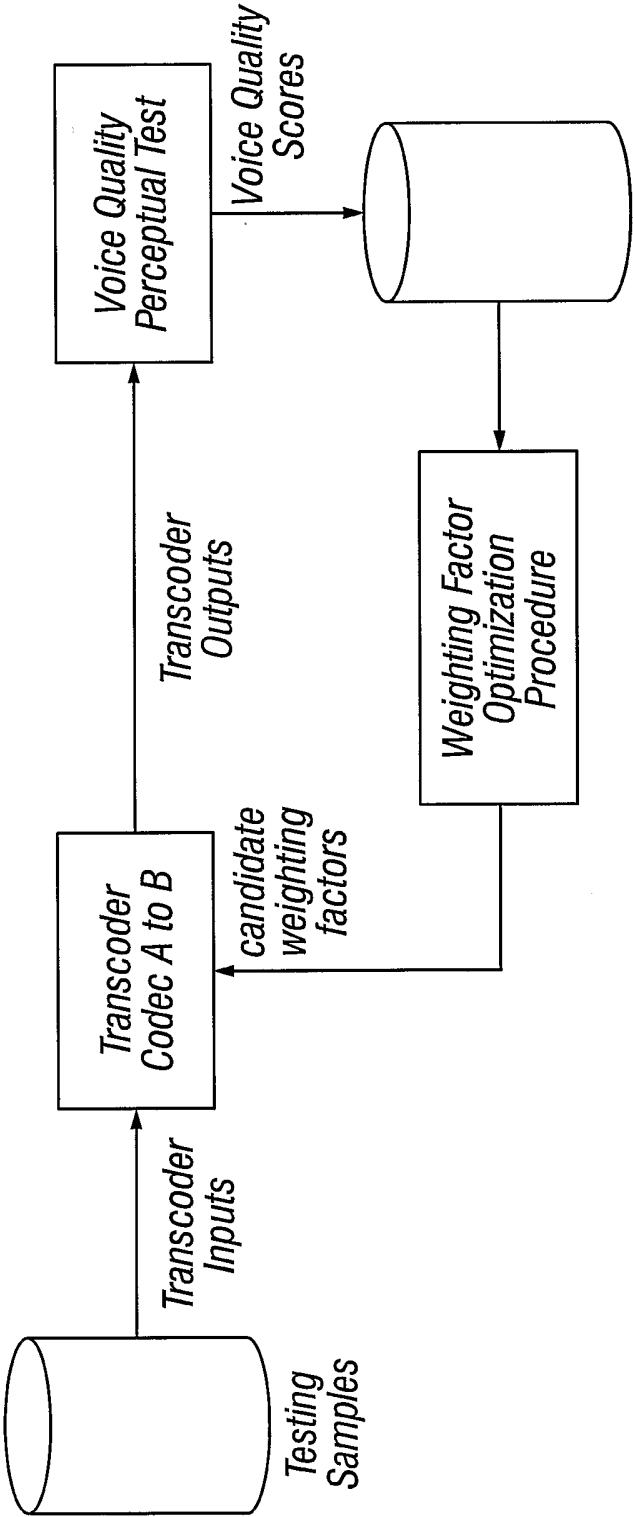 Testing
Samples
Transcoder
Inputs
Transcoder
Codec A to B
candidate
weighting
factors
Transcoder
Outputs
Voice Quality
Perceptual Test
Voice Quality
Scores
Weighting Factor
Optimization
Procedure